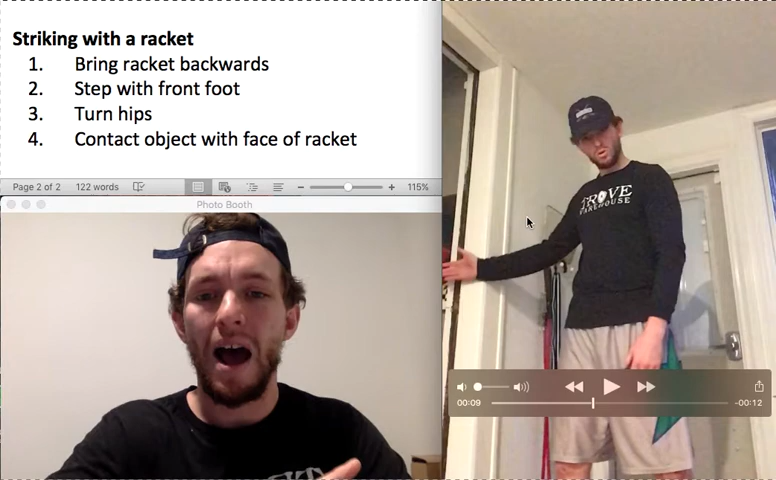 Striking with a racket
1. Bring racket backwards
2. Step with front foot
3. Turn hips
4. Contact object with face of racket
Page 2 of 2 122 words 115%
Photo Booth
WAREHOUSE
00:09 -00:12